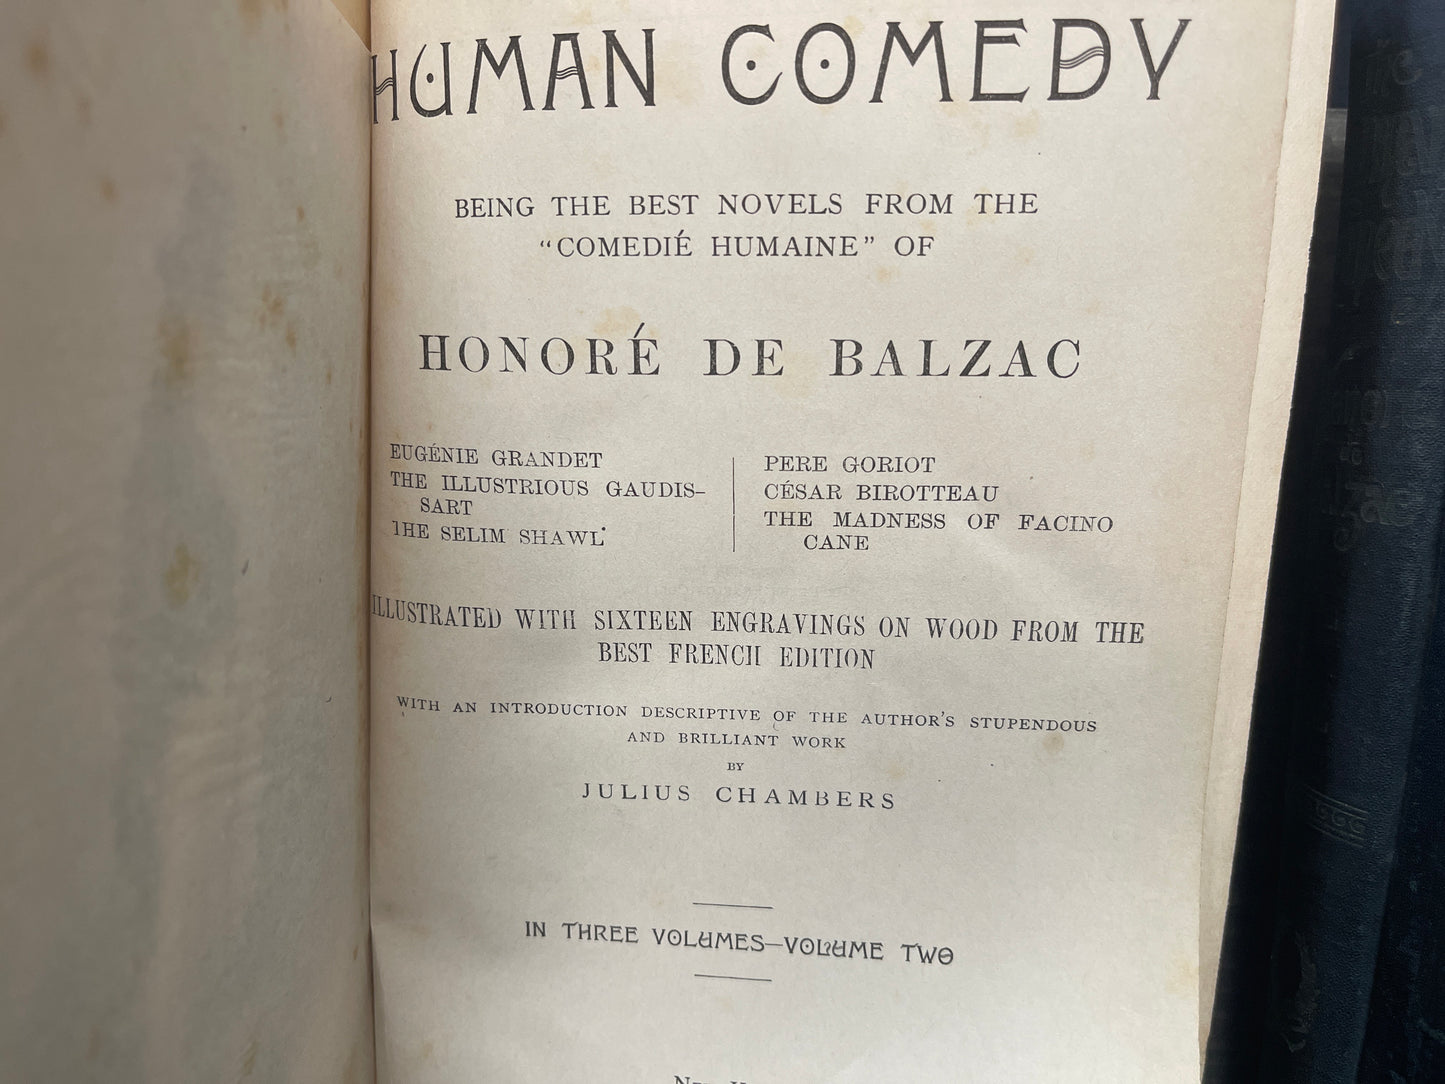 HUMAN COMEDY
BEING THE BEST NOVELS FROM THE
"COMEDIÉ HUMAINE" OF
HONORÉ DE BALZAC
EUGÉNIE GRANDET
THE ILLUSTRIOUS GAUDIS-
SART
THE SELIM SHAWL
PERE GORIOT
CÉSAR BIROTTEAU
THE MADNESS OF FACINO
CANE
ILLUSTRATED WITH SIXTEEN ENGRAVINGS ON WOOD FROM THE
BEST FRENCH EDITION
WITH AN INTRODUCTION DESCRIPTIVE OF THE AUTHOR'S STUPENDOUS
AND BRILLIANT WORK
BY
JULIUS CHAMBERS
IN THREE VOLUMES—VOLUME TWO